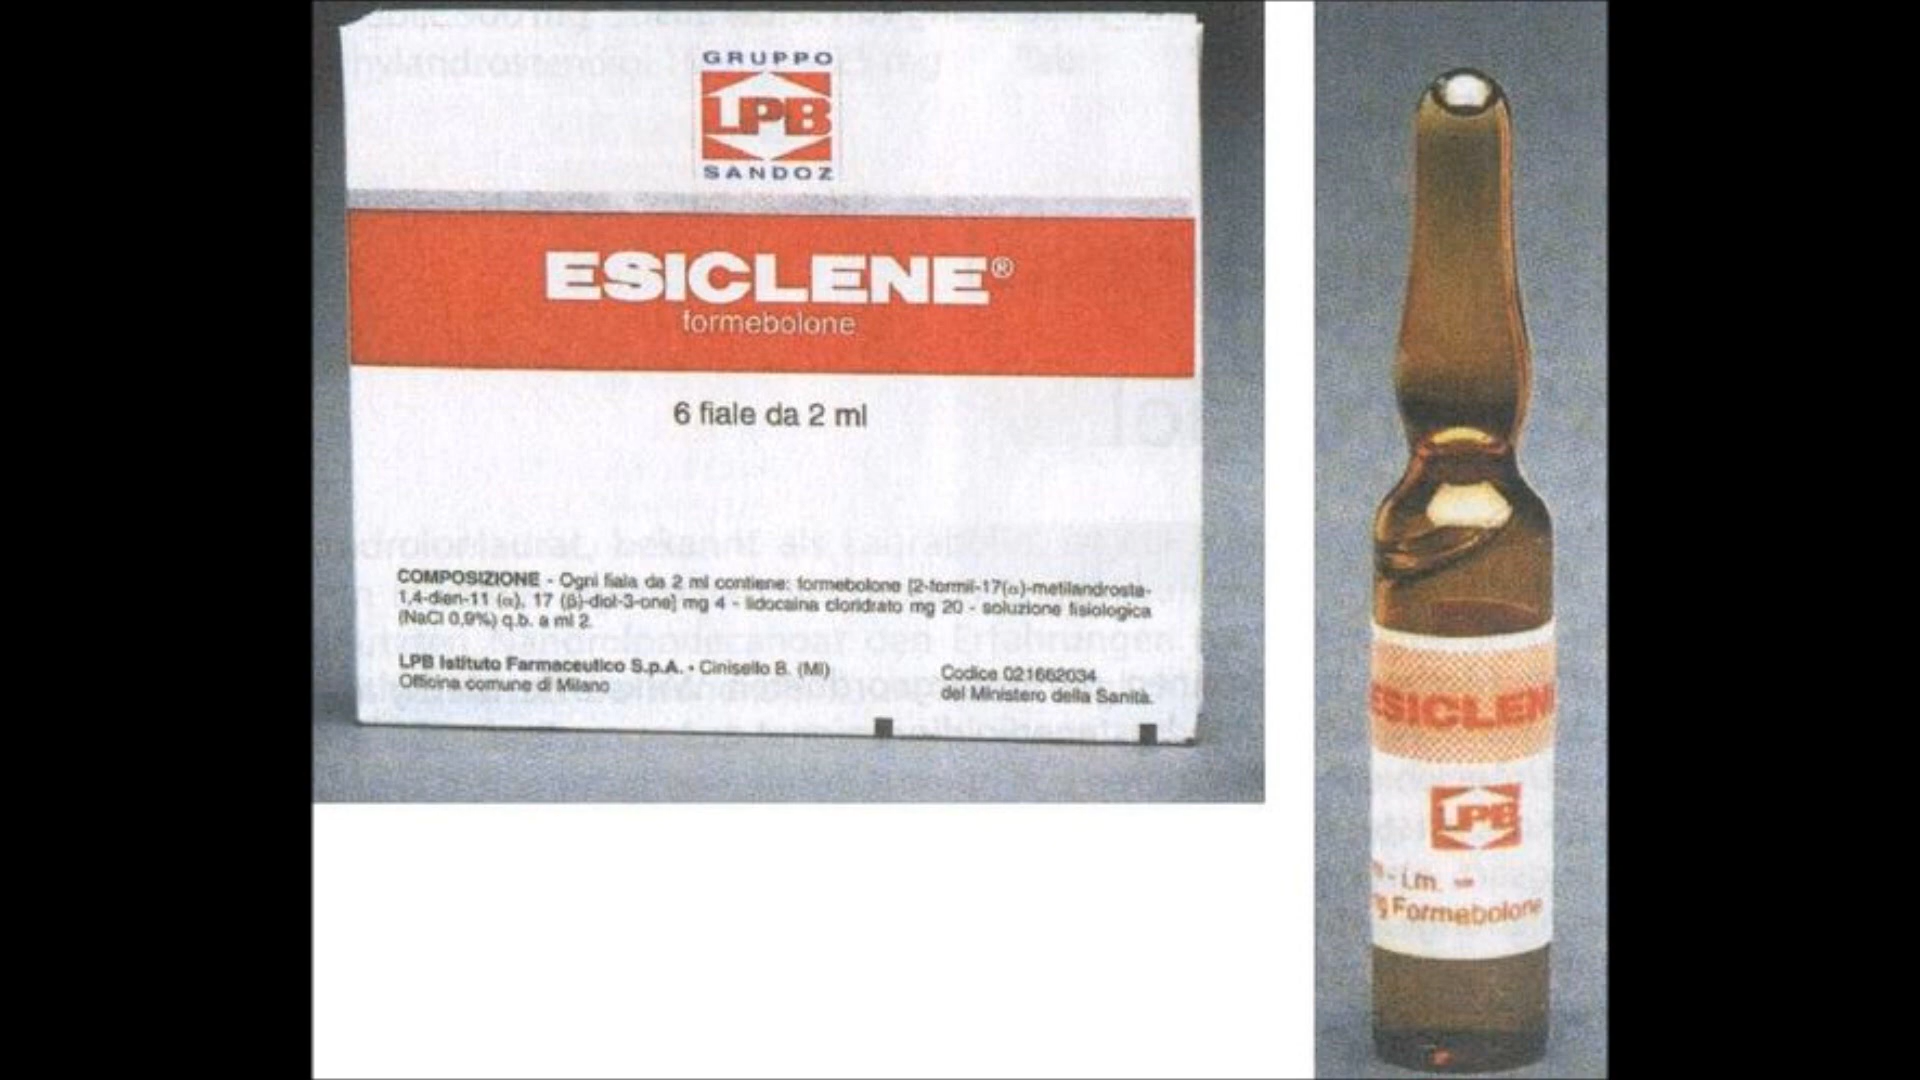 GRUPPO
LPB
SANDOZ
ESICLENE®
formebolone
6 fiale da 2 ml
COMPOSIZIONE - Ogni fiala da 2 ml contiene: formebolone [2-formil-17(α)-metilandrosta-
1,4-dien-11 (α), 17 (β)-diol-3-one] mg 4 - lidocaina cloridrato mg 20 - soluzione fisiologica
(NaCl 0,9%) q.b. a ml 2.
LPB Istituto Farmaceutico S.p.A. • Cinisello B. (MI)
Officina comune di Milano
Codice 021662034
del Ministero della Sanità.
ESICLEN
LPB
- i.m. -
g Formebolone